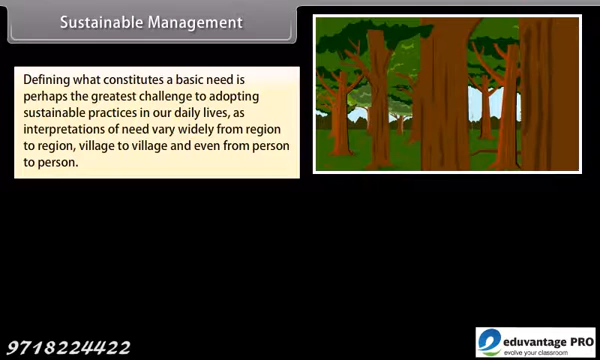 Sustainable Management
Defining what constitutes a basic need is
perhaps the greatest challenge to adopting
sustainable practices in our daily lives, as
interpretations of need vary widely from region
to region, village to village and even from person
to person.
9718224422
eduvantage PRO
evolve your classroom